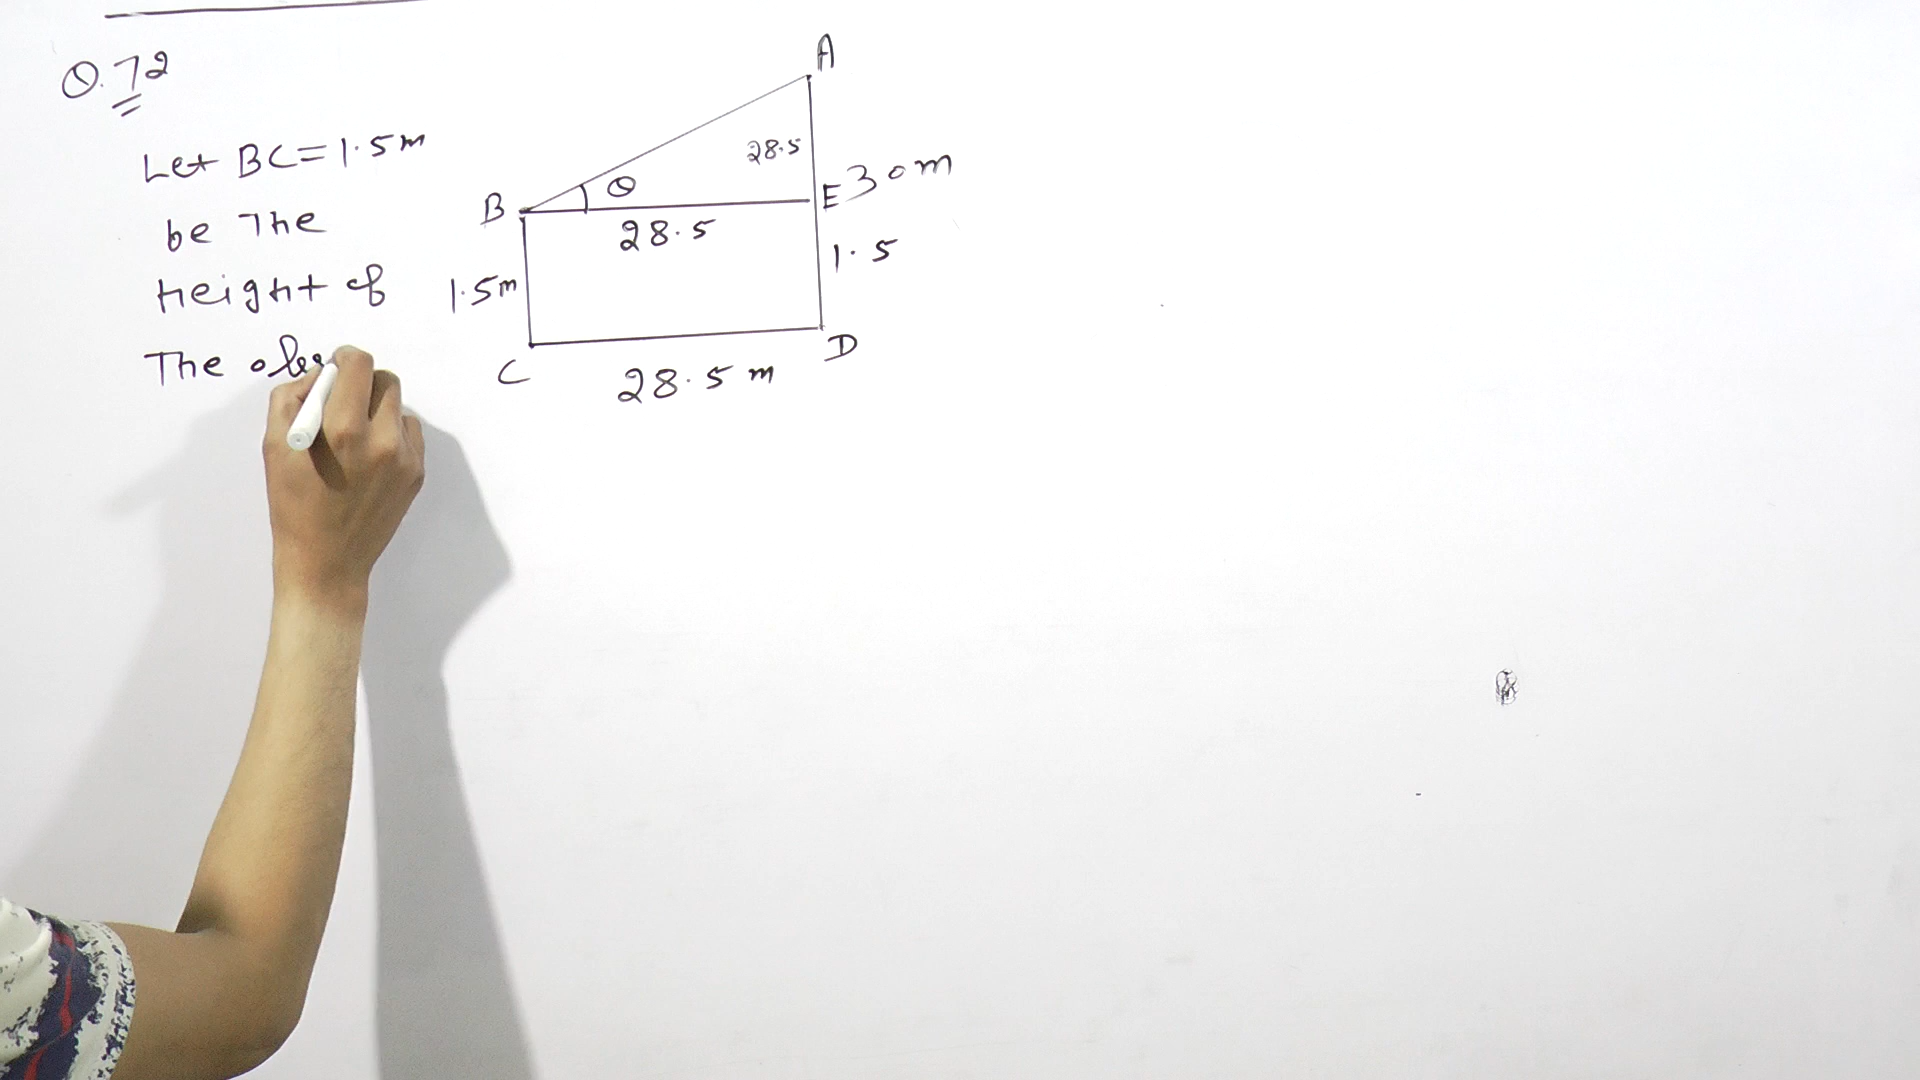 Q.72
Let BC=1.5m
be The
height of
The obs
A
28.5
30m
B
θ
E
28.5
1.5
1.5m
C
D
28.5 m